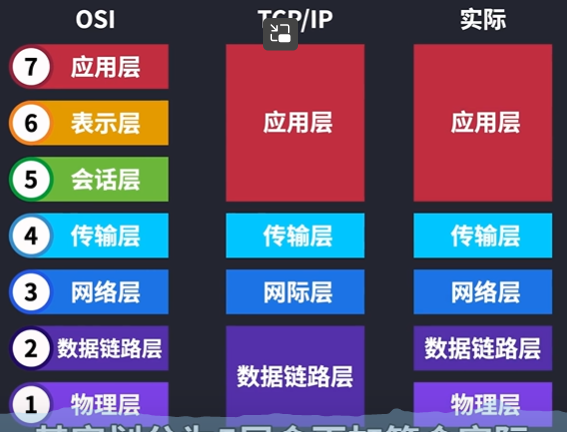 OSI
TCP/IP
实际
7 应用层
6 表示层
5 会话层
4 传输层
3 网络层
2 数据链路层
1 物理层
应用层
传输层
网际层
数据链路层
应用层
传输层
网络层
数据链路层
物理层